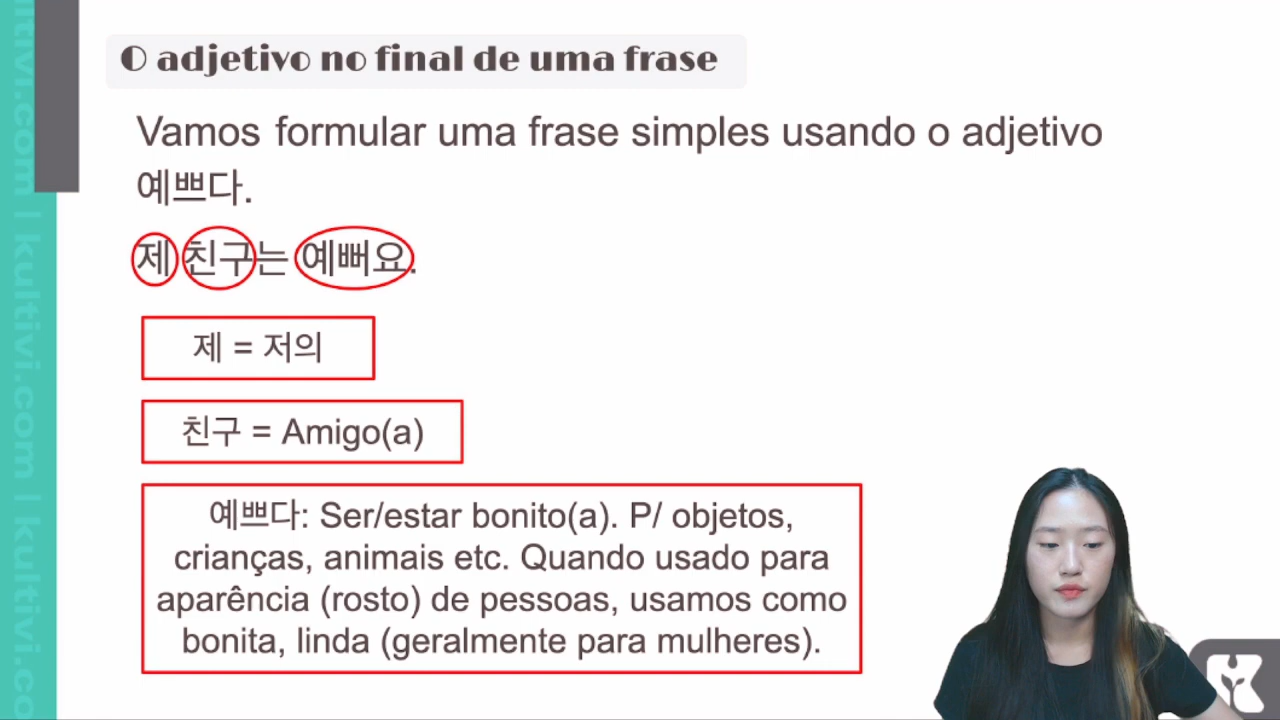 O adjetivo no final de uma frase
Vamos formular uma frase simples usando o adjetivo
예쁘다.
제 친구는 예뻐요.
제 = 저의
친구 = Amigo(a)
예쁘다: Ser/estar bonito(a). P/ objetos,
crianças, animais etc. Quando usado para
aparência (rosto) de pessoas, usamos como
bonita, linda (geralmente para mulheres).
kultivi.com | kultivi.com | kultivi.co